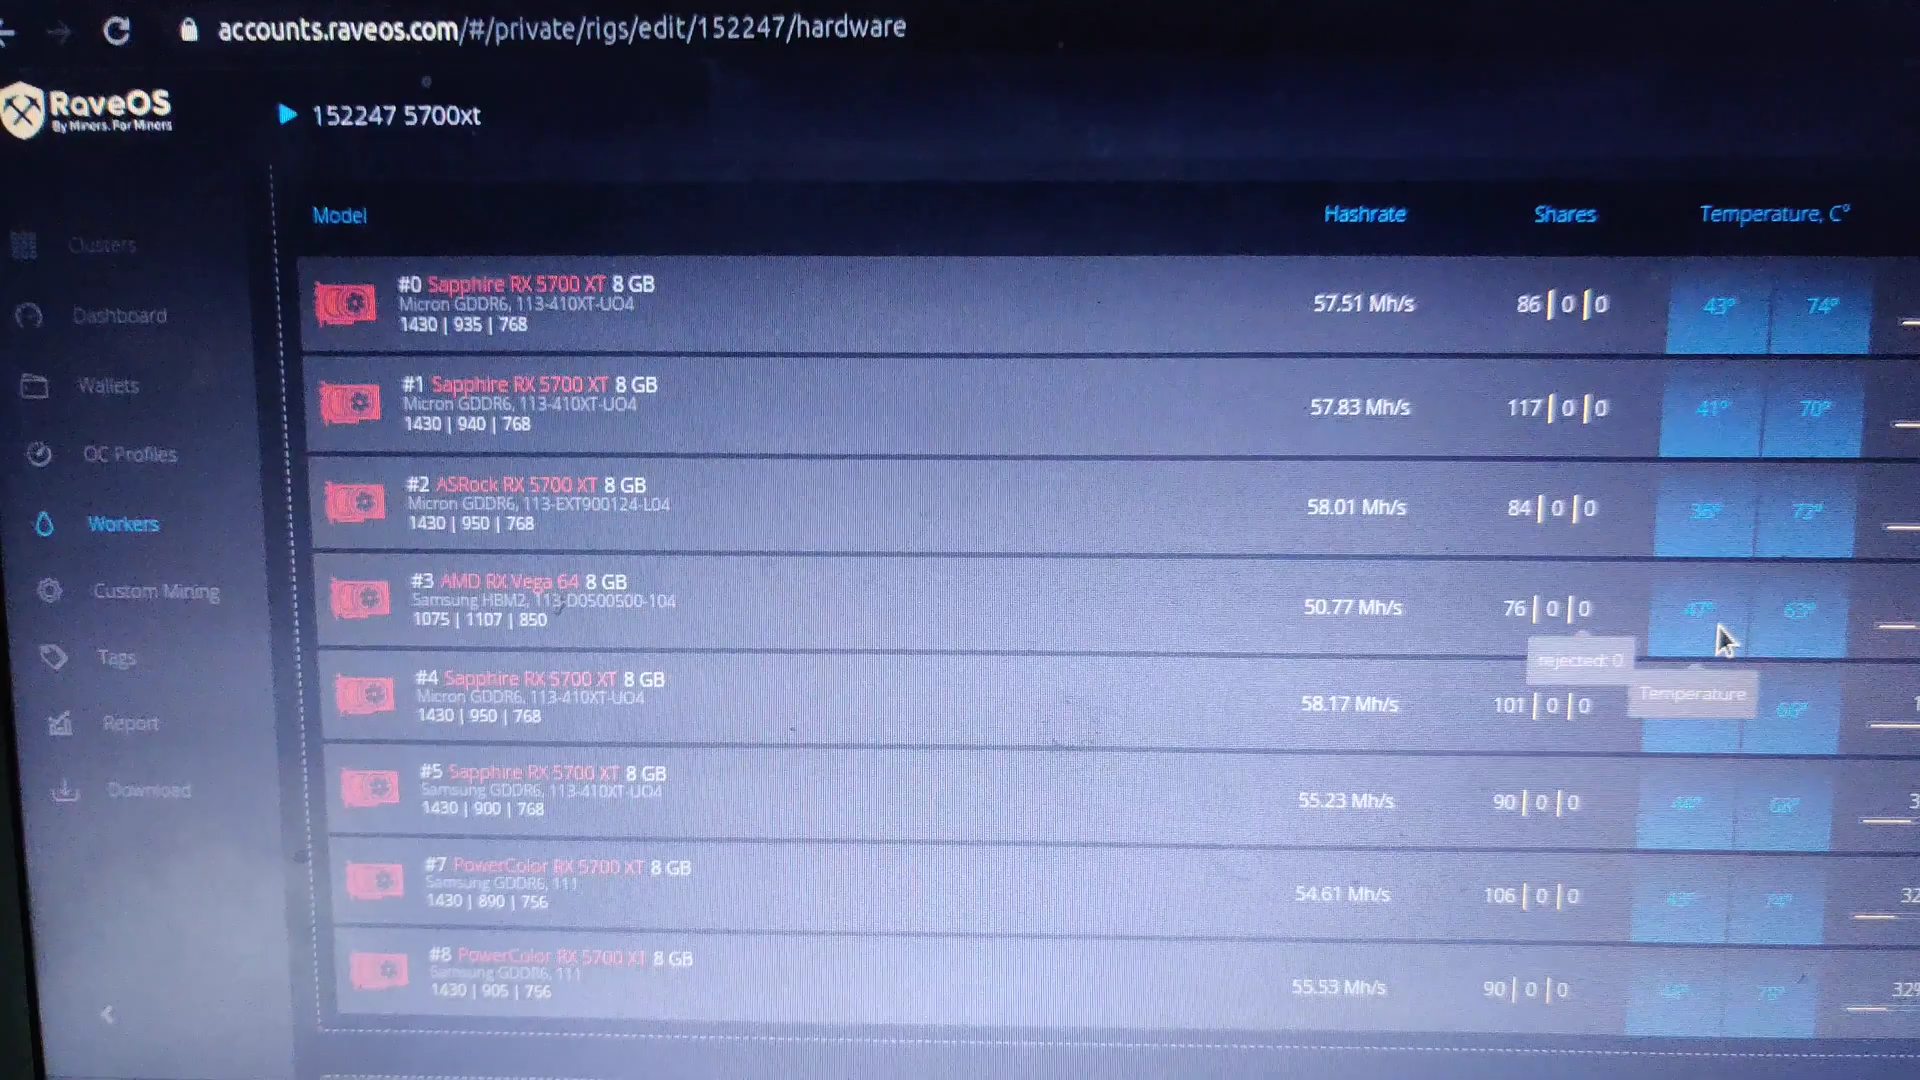 accounts.raveos.com/#/private/rigs/edit/152247/hardware
RaveOS
By Miners. For Miners
152247 5700xt
Model Hashrate Shares Temperature, C°
Clusters
Dashboard
Wallets
OC Profiles
Workers
Custom Mining
Tags
Report
Download
#0 Sapphire RX 5700 XT 8 GB
Micron GDDR6, 113-410XT-UO4
1430 | 935 | 768
57.51 Mh/s 86 | 0 | 0 43° 74°
#1 Sapphire RX 5700 XT 8 GB
Micron GDDR6, 113-410XT-UO4
1430 | 940 | 768
57.83 Mh/s 117 | 0 | 0 41° 70°
#2 ASRock RX 5700 XT 8 GB
Micron GDDR6, 113-EXT900124-L04
1430 | 950 | 768
58.01 Mh/s 84 | 0 | 0
#3 AMD RX Vega 64 8 GB
Samsung HBM2, 113-D0500500-104
1075 | 1107 | 850
50.77 Mh/s 76 | 0 | 0 47° 63°
rejected: 0
Temperature
#4 Sapphire RX 5700 XT 8 GB
Micron GDDR6, 113-410XT-UO4
1430 | 950 | 768
58.17 Mh/s 101 | 0 | 0
#5 Sapphire RX 5700 XT 8 GB
Samsung GDDR6, 113-410XT-UO4
1430 | 900 | 768
55.23 Mh/s 90 | 0 | 0
#7 PowerColor RX 5700 XT 8 GB
Samsung GDDR6, 111
1430 | 890 | 756
54.61 Mh/s 106 | 0 | 0
#8 PowerColor RX 5700 XT 8 GB
Samsung GDDR6, 111
1430 | 905 | 756
55.53 Mh/s 90 | 0 | 0